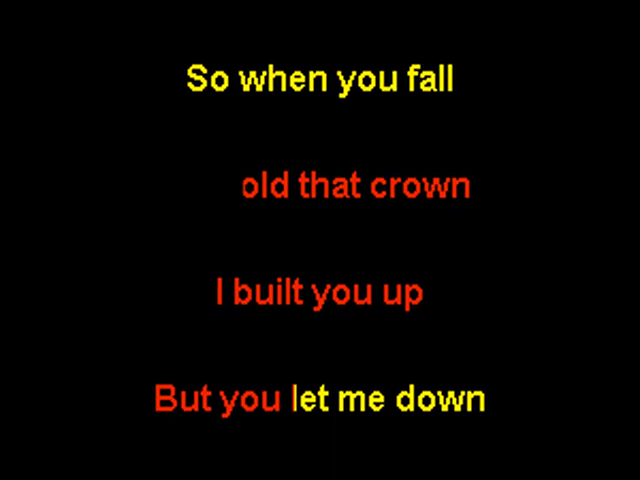 So when you fall
old that crown
I built you up
But you let me down